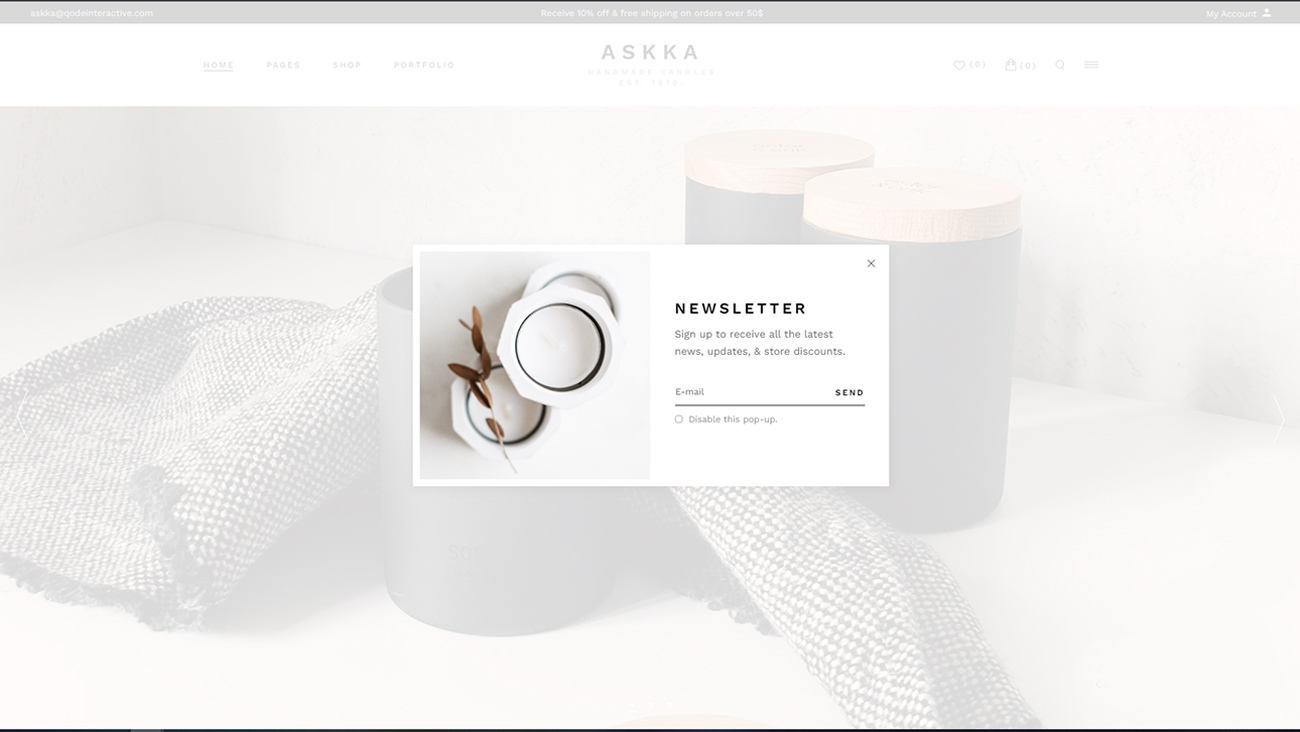 askka@qodeinteractive.com
Receive 10% off & free shipping on orders over 50$
My Account
HOME
PAGES
SHOP
PORTFOLIO
ASKKA
HANDMADE CANDLES
EST. 1970.
(0)
(0)
NEWSLETTER
Sign up to receive all the latest
news, updates, & store discounts.
E-mail
SEND
Disable this pop-up.